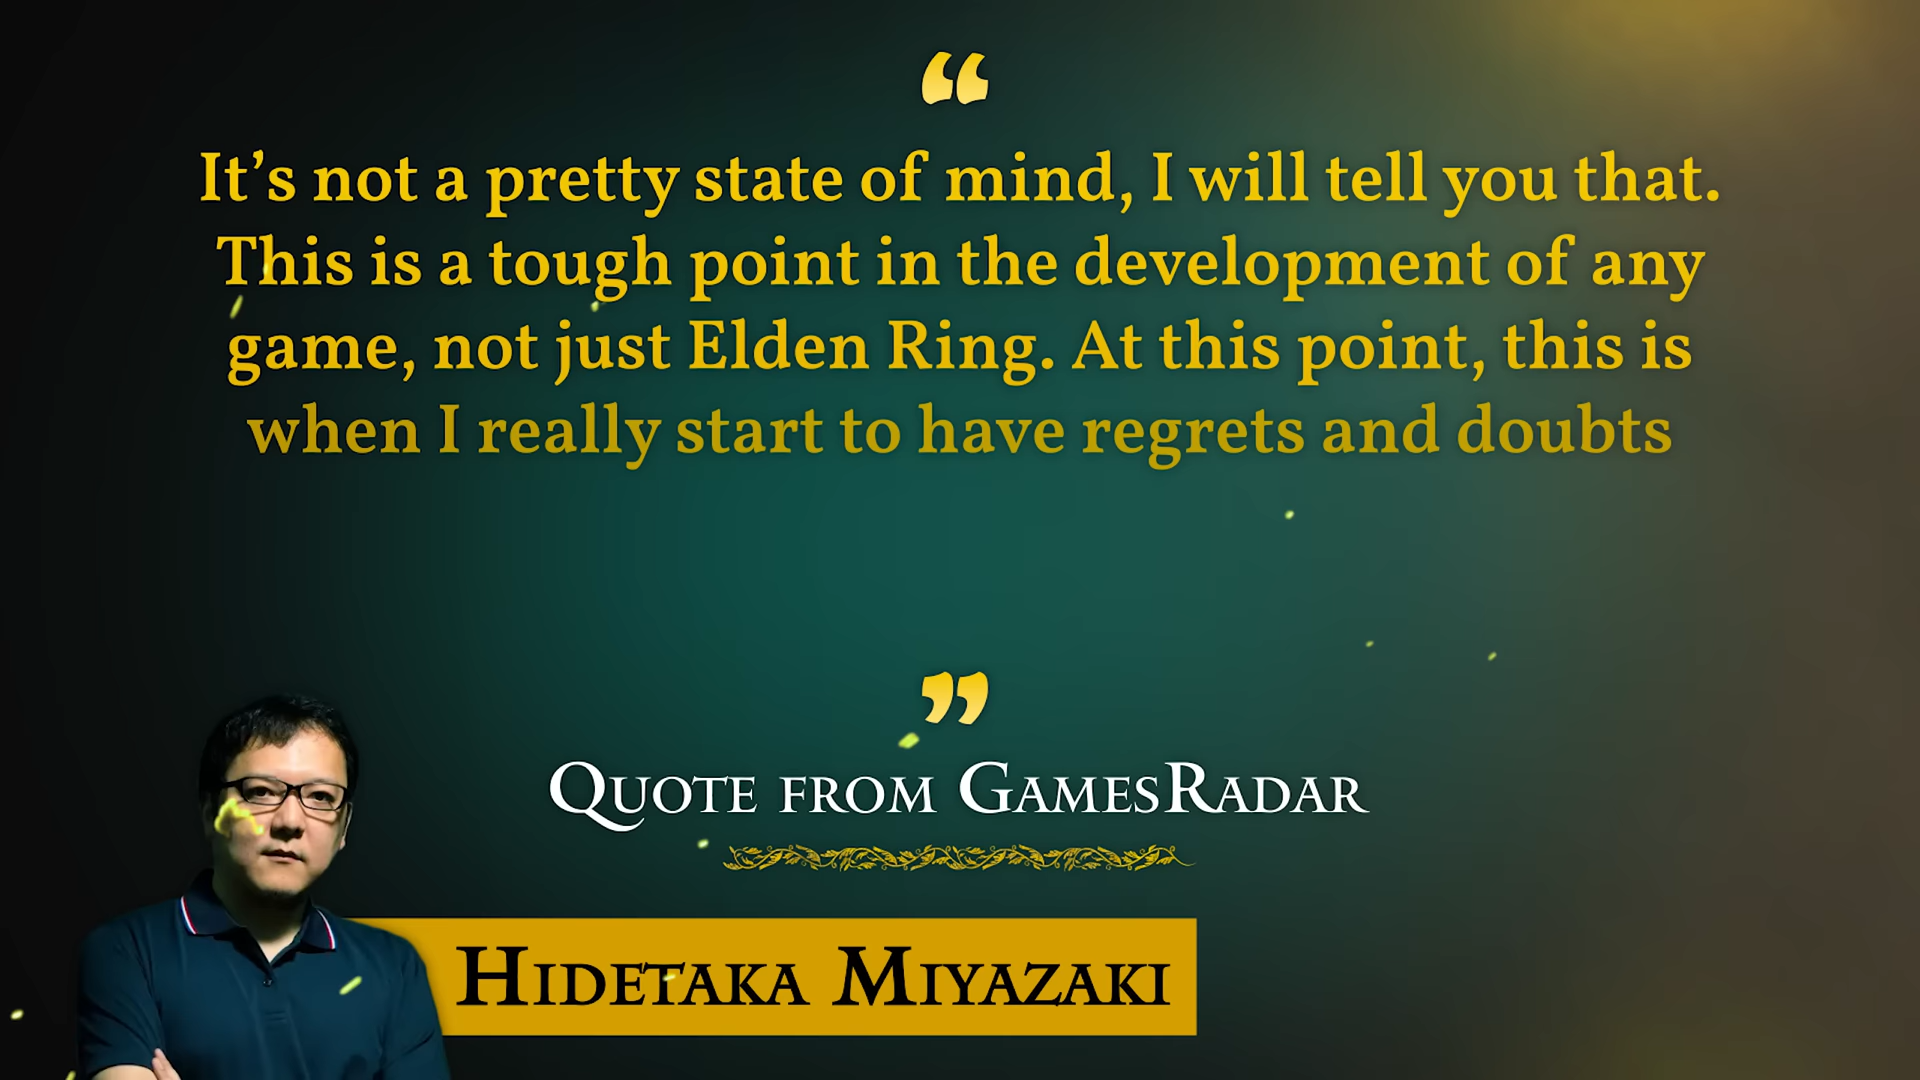 “
It’s not a pretty state of mind, I will tell you that.
This is a tough point in the development of any
game, not just Elden Ring. At this point, this is
when I really start to have regrets and doubts
”
Quote from GamesRadar
Hidetaka Miyazaki